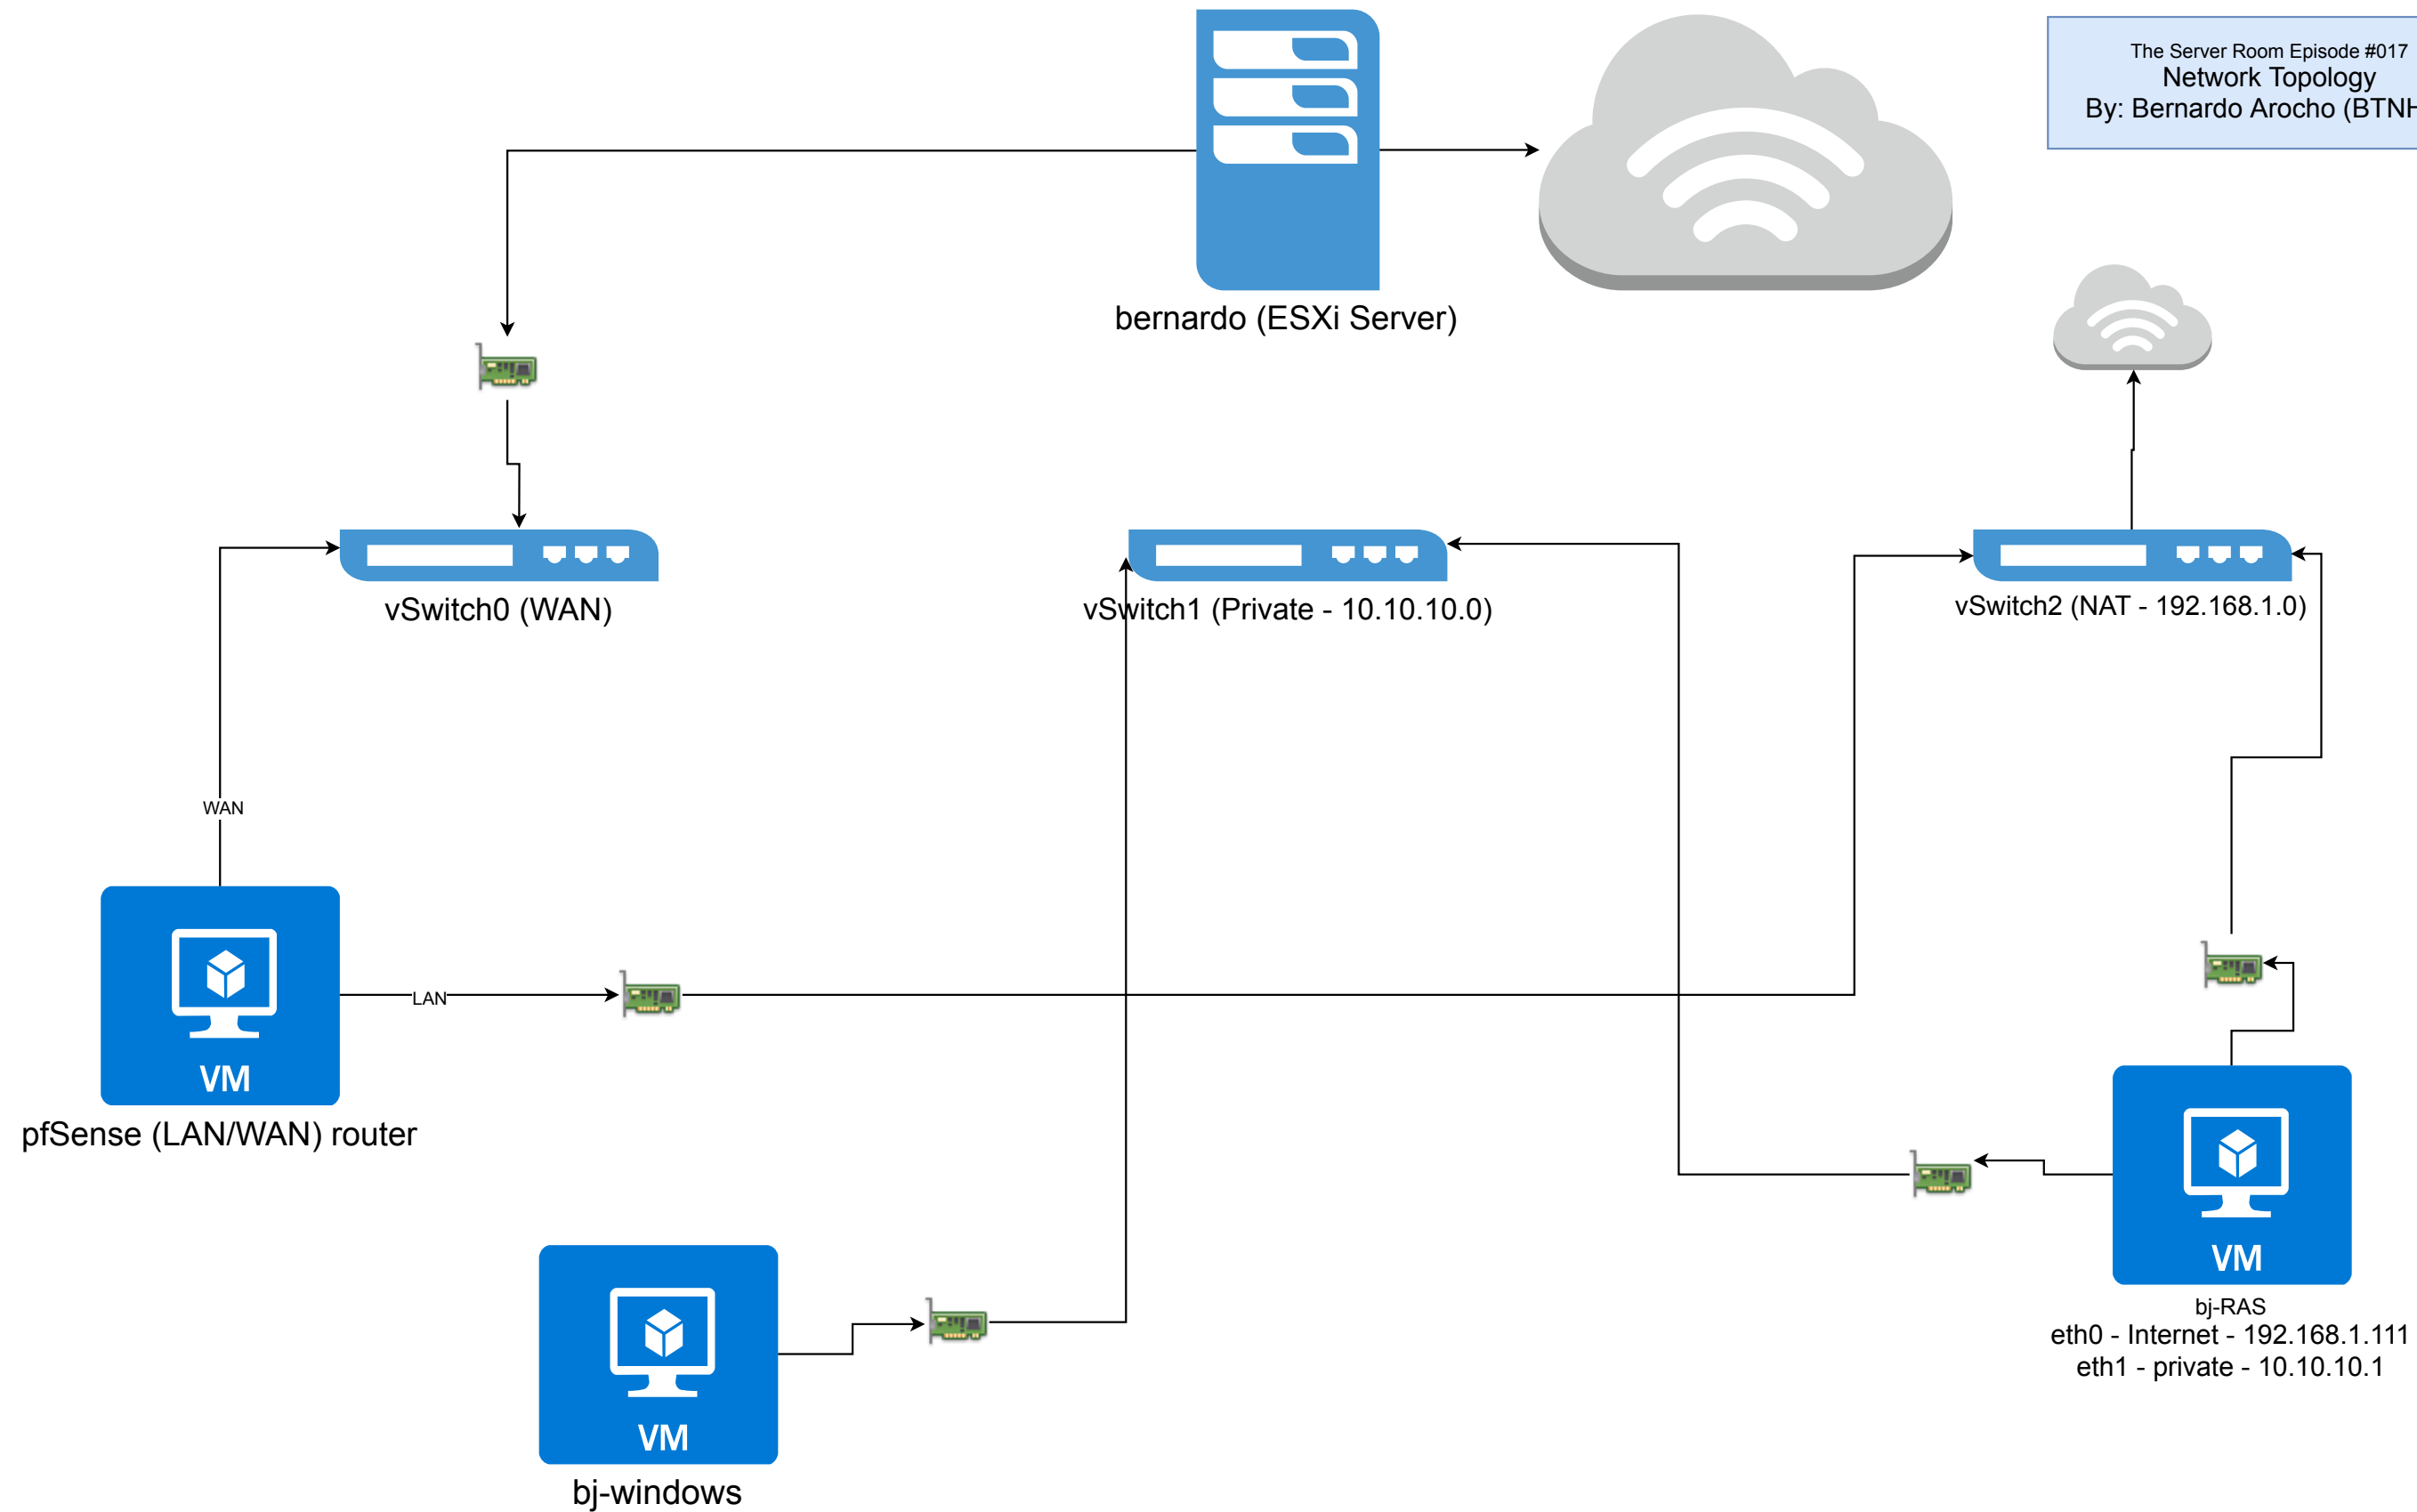 The Server Room Episode #017
Network Topology
By: Bernardo Arocho
bernardo (ESXi Server)
vSwitch0 (WAN)
vSwitch1 (Private - 10.10.10.0)
vSwitch2 (NAT - 192.168.1.0)
WAN
LAN
VM
pfSense (LAN/WAN) router
VM
bj-RAS
eth0 - Internet - 192.168.1.111
eth1 - private - 10.10.10.1
VM
bj-windows